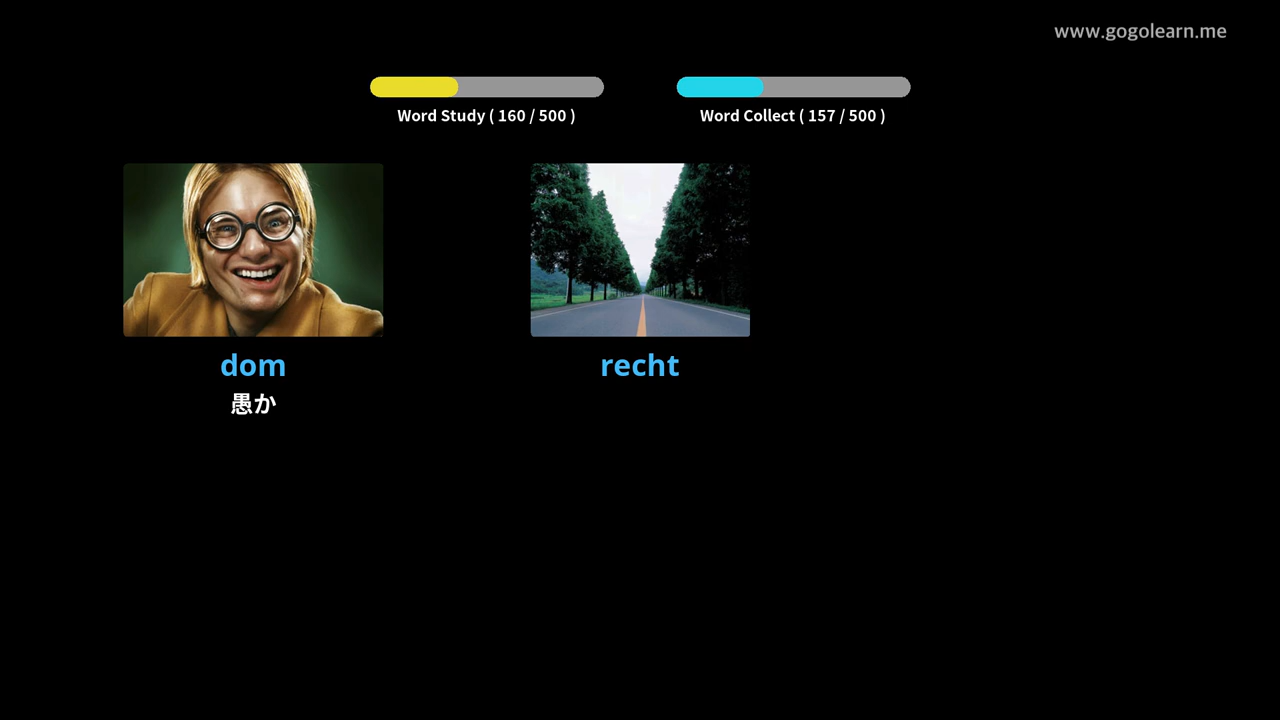 www.gogolearn.me
Word Study ( 160 / 500 )
Word Collect ( 157 / 500 )
dom
recht
愚か